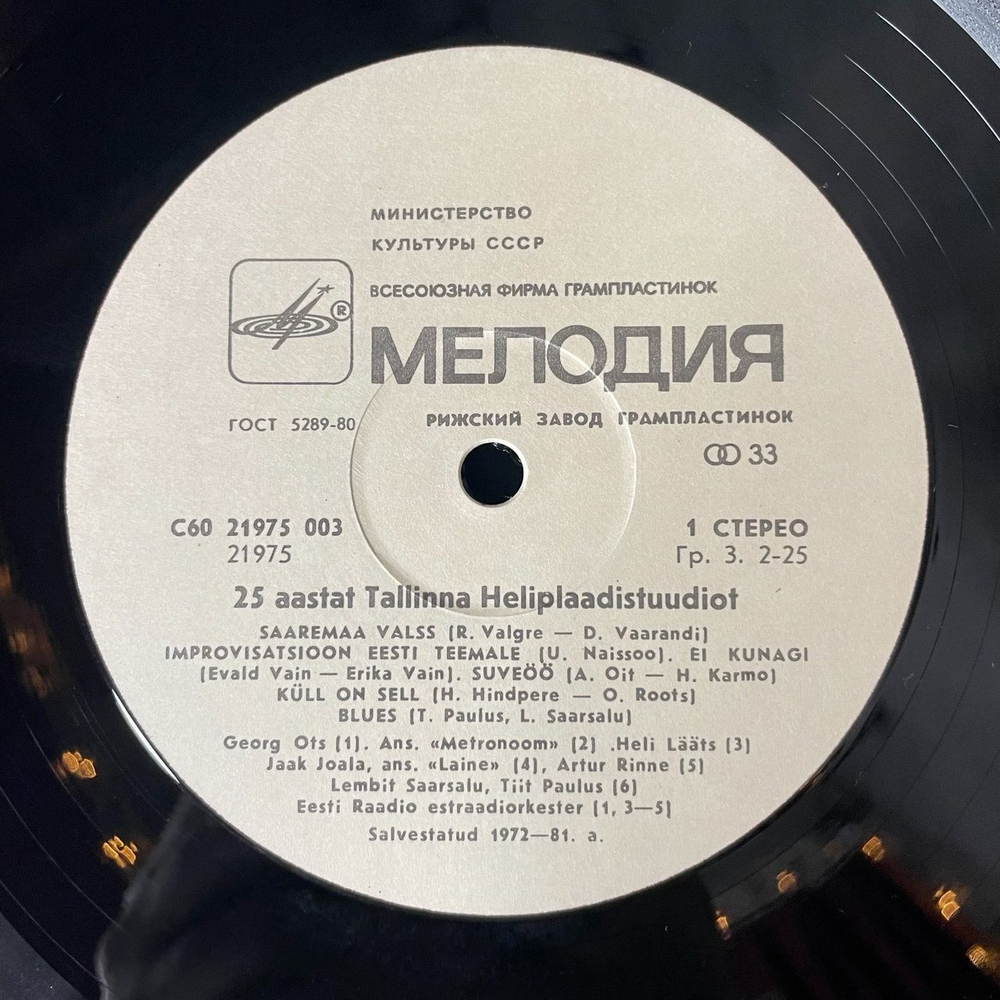 МИНИСТЕРСТВО
КУЛЬТУРЫ СССР
ВСЕСОЮЗНАЯ ФИРМА ГРАМПЛАСТИНОК
®
МЕЛОДИЯ
ГОСТ 5289-80
РИЖСКИЙ ЗАВОД ГРАМПЛАСТИНОК
33
С60 21975 003
1 СТЕРЕО
21975
Гр. 3. 2-25
25 aastat Tallinna Heliplaadistuudiot
SAAREMAA VALSS (R. Valgre — D. Vaarandi)
IMPROVISATSIOON EESTI TEEMALE (U. Naissoo). EI KUNAGI
(Evald Vain — Erika Vain). SUVEÖÖ (A. Oit — H. Karmo)
KÜLL ON SELL (H. Hindpere — O. Roots)
BLUES (T. Paulus, L. Saarsalu)
Georg Ots (1). Ans. «Metronoom» (2) .Heli Lääts (3)
Jaak Joala, ans. «Laine» (4), Artur Rinne (5)
Lembit Saarsalu, Tiit Paulus (6)
Eesti Raadio estraadiorkester (1, 3—5)
Salvestatud 1972—81. a.